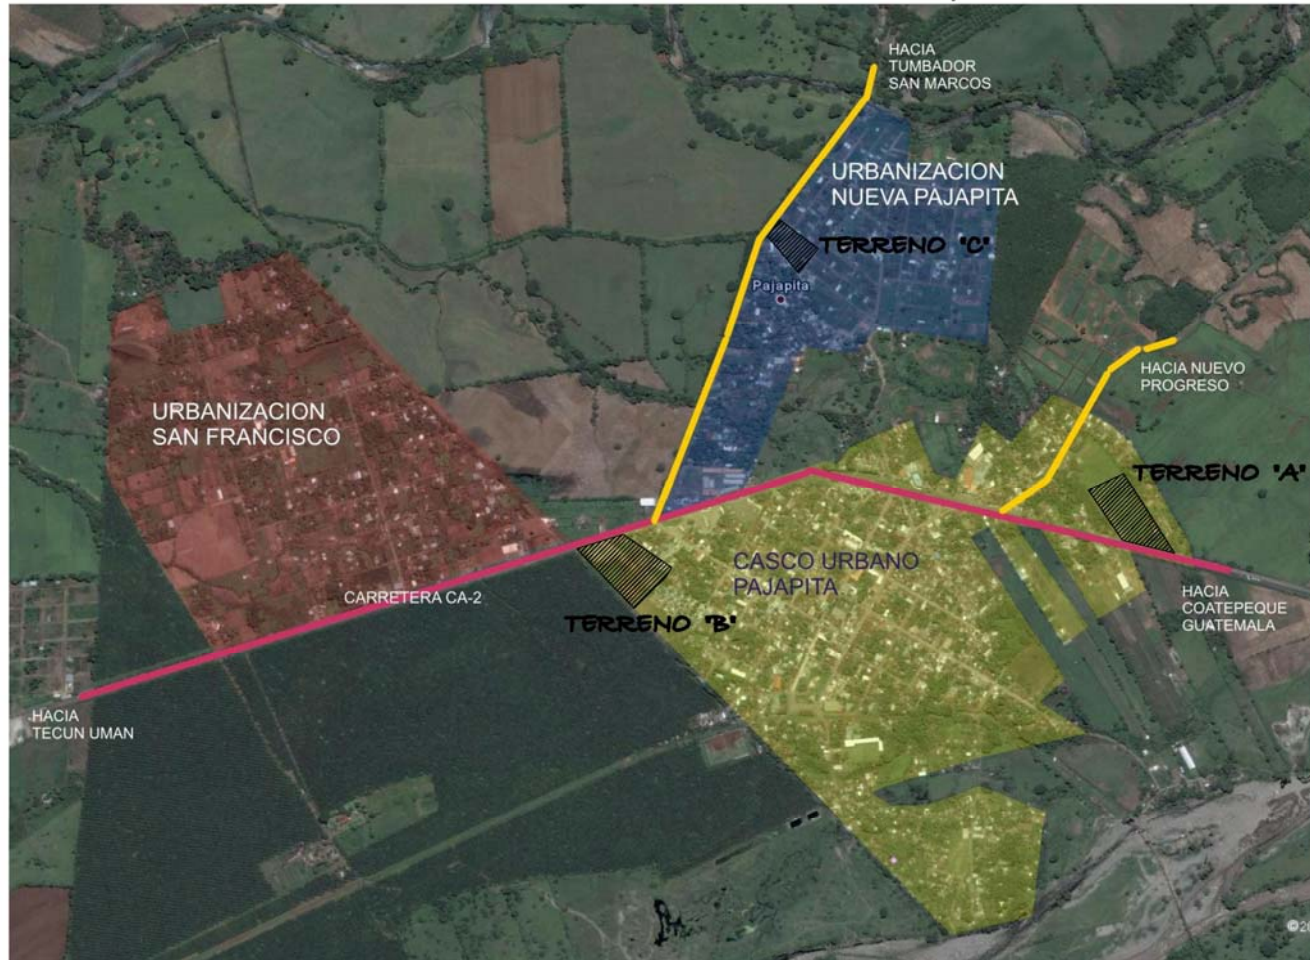 HACIA
TUMBADOR
SAN MARCOS
URBANIZACION
NUEVA PAJAPITA
TERRENO "C"
Pajapita
HACIA NUEVO
PROGRESO
URBANIZACION
SAN FRANCISCO
TERRENO "A"
CASCO URBANO
PAJAPITA
CARRETERA CA-2
HACIA
COATEPEQUE
GUATEMALA
TERRENO "B"
HACIA
TECUN UMAN